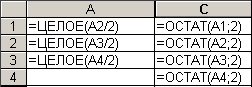 A C
1 =ЦЕЛОЕ(A2/2) =ОСТАТ(A1;2)
2 =ЦЕЛОЕ(A3/2) =ОСТАТ(A2;2)
3 =ЦЕЛОЕ(A4/2) =ОСТАТ(A3;2)
4 =ОСТАТ(A4;2)